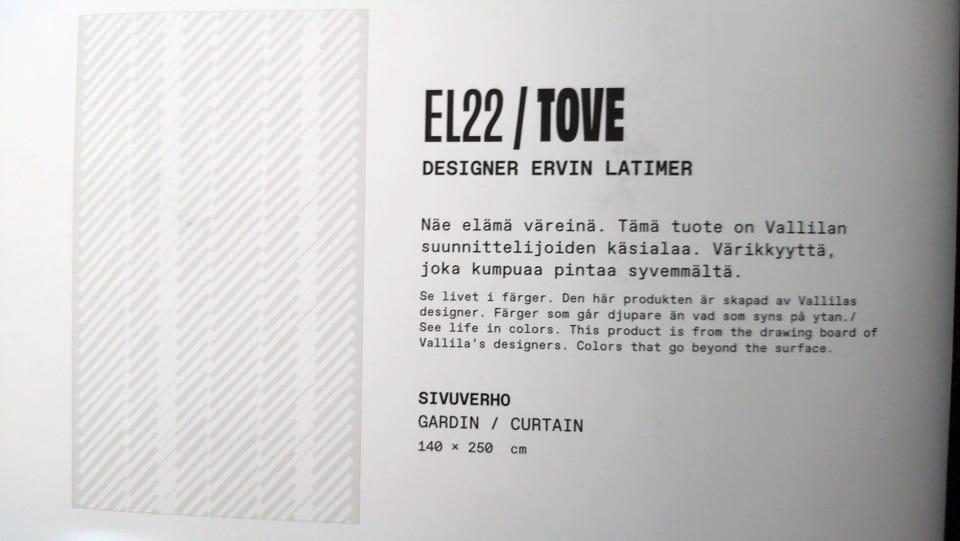 EL22 / TOVE
DESIGNER ERVIN LATIMER
Näe elämä väreinä. Tämä tuote on Vallilan
suunnittelijoiden käsialaa. Värikkyyttä,
joka kumpuaa pintaa syvemmältä.
Se livet i färger. Den här produkten är skapad av Vallilas
designer. Färger som går djupare än vad som syns på ytan./
See life in colors. This product is from the drawing board of
Vallila's designers. Colors that go beyond the surface.
SIVUVERHO
GARDIN / CURTAIN
140 × 250 cm